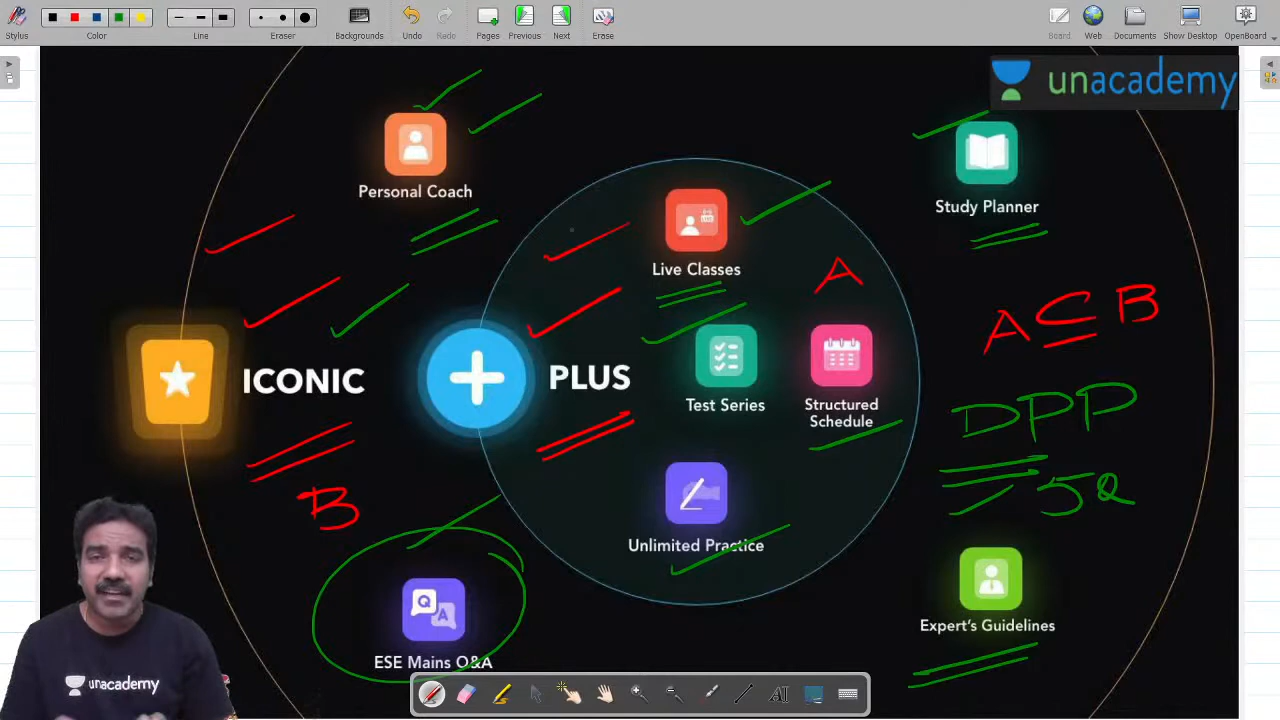 Stylus
Color
Line
Eraser
Backgrounds
Undo
Redo
Pages
Previous
Next
Erase
Board
Web
Documents
Show Desktop
OpenBoard
unacademy
Personal Coach
Study Planner
Live Classes
A
A ⊂ B
ICONIC
PLUS
Test Series
Structured
Schedule
DPP
5Q
B
Unlimited Practice
Q
A
ESE Mains Q&A
Expert's Guidelines
unacademy
AI